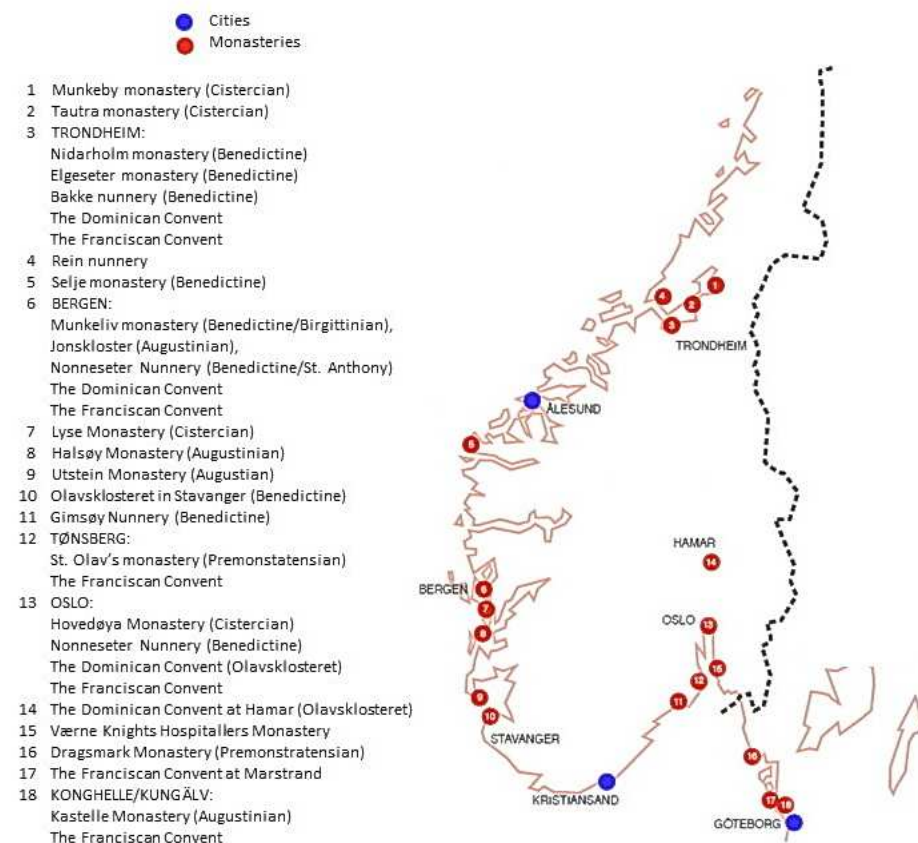 Cities
Monasteries
1 Munkeby monastery (Cistercian)
2 Tautra monastery (Cistercian)
3 TRONDHEIM:
Nidarholm monastery (Benedictine)
Elgeseter monastery (Benedictine)
Bakke nunnery (Benedictine)
The Dominican Convent
The Franciscan Convent
4 Rein nunnery
5 Selje monastery (Benedictine)
6 BERGEN:
Munkeliv monastery (Benedictine/Birgittinian),
Jonskloster (Augustinian),
Nonneseter Nunnery (Benedictine/St. Anthony)
The Dominican Convent
The Franciscan Convent
7 Lyse Monastery (Cistercian)
8 Halsøy Monastery (Augustinian)
9 Utstein Monastery (Augustian)
10 Olavsklosteret in Stavanger (Benedictine)
11 Gimsøy Nunnery (Benedictine)
12 TØNSBERG:
St. Olav's monastery (Premonstatensian)
The Franciscan Convent
13 OSLO:
Hovedøya Monastery (Cistercian)
Nonneseter Nunnery (Benedictine)
The Dominican Convent (Olavsklosteret)
The Franciscan Convent
14 The Dominican Convent at Hamar (Olavsklosteret)
15 Værne Knights Hospitallers Monastery
16 Dragsmark Monastery (Premonstratensian)
17 The Franciscan Convent at Marstrand
18 KONGHELLE/KUNGÄLV:
Kastelle Monastery (Augustinian)
The Franciscan Convent
1
4
2
3
TRONDHEIM
ÅLESUND
5
HAMAR
14
BERGEN
6
7
OSLO
13
8
15
12
9
11
10
STAVANGER
16
KRISTIANSAND
17
18
GÖTEBORG